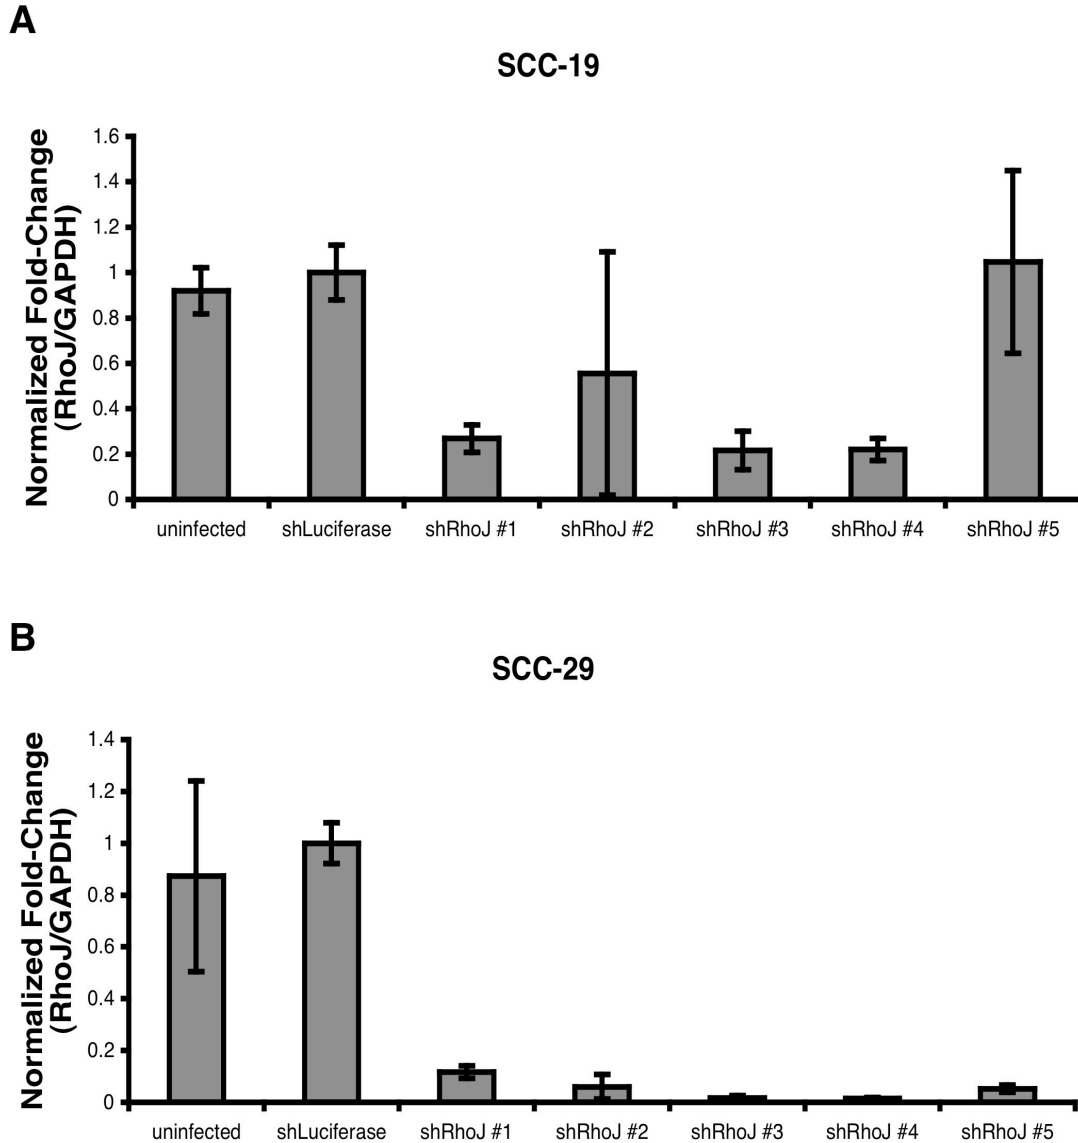 A
SCC-19
Normalized Fold-Change
(RhoJ/GAPDH)
1.6
1.4
1.2
1
0.8
0.6
0.4
0.2
0
uninfected shLuciferase shRhoJ #1 shRhoJ #2 shRhoJ #3 shRhoJ #4 shRhoJ #5
B
SCC-29
Normalized Fold-Change
(RhoJ/GAPDH)
1.4
1.2
1
0.8
0.6
0.4
0.2
0
uninfected shLuciferase shRhoJ #1 shRhoJ #2 shRhoJ #3 shRhoJ #4 shRhoJ #5